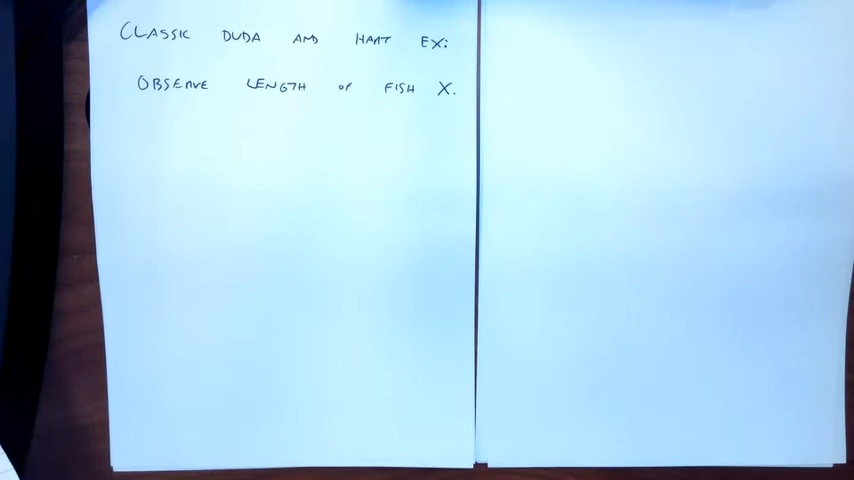 CLASSIC DUDA AND HART EX:
OBSERVE LENGTH OF FISH X.